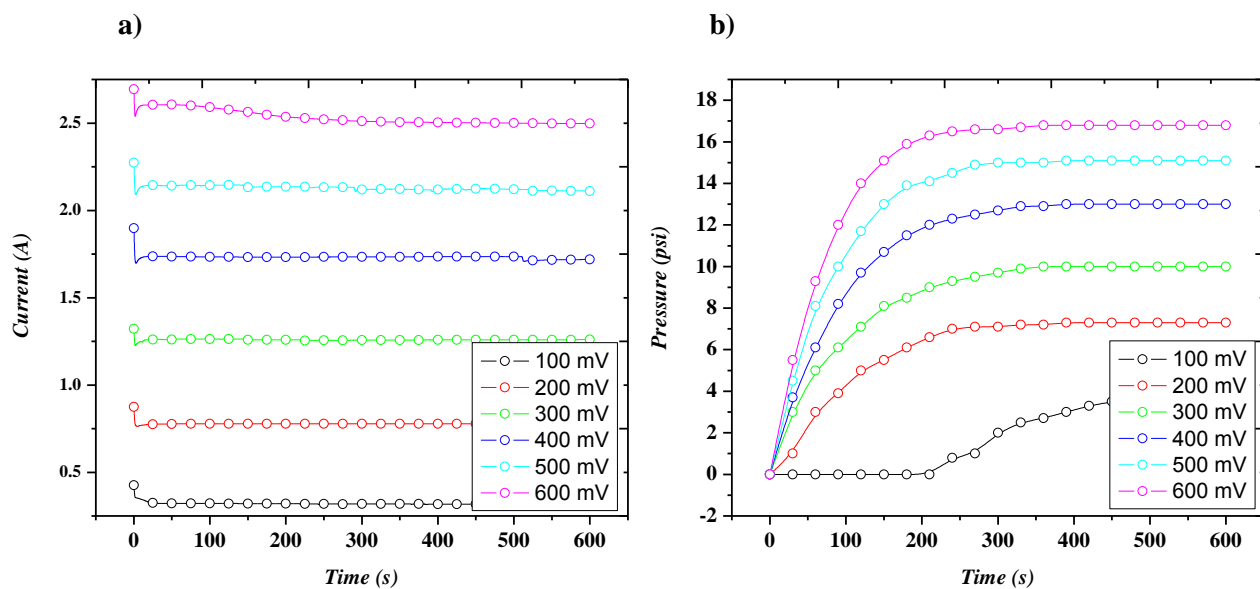 a)
2.5
2.0
1.5
1.0
0.5
Current (A)
0 100 200 300 400 500 600
Time (s)
100 mV
200 mV
300 mV
400 mV
500 mV
600 mV
b)
18
16
14
12
10
8
6
4
2
0
-2
Pressure (psi)
0 100 200 300 400 500 600
Time (s)
100 mV
200 mV
300 mV
400 mV
500 mV
600 mV